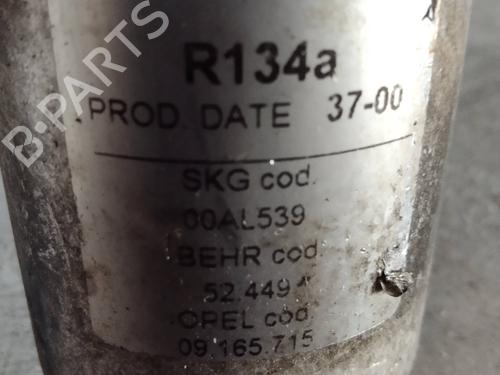 R134a
PROD. DATE 37-00
SKG cod.
00AL539
BEHR cod.
52.449
OPEL cod.
09.165.715
B-PARTS